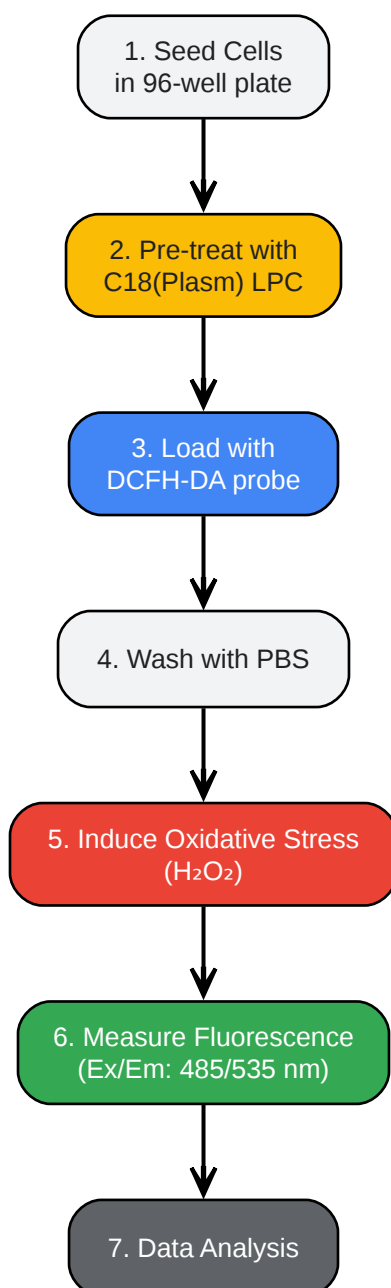 1. Seed Cells
in 96-well plate
2. Pre-treat with
C18(Plasm) LPC
3. Load with
DCFH-DA probe
4. Wash with PBS
5. Induce Oxidative Stress
(H₂O₂)
6. Measure Fluorescence
(Ex/Em: 485/535 nm)
7. Data Analysis